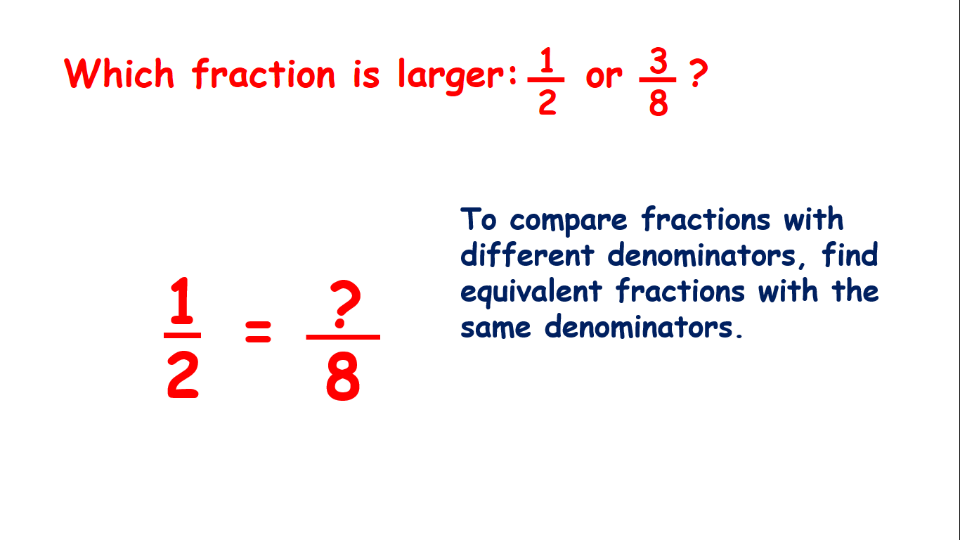 Which fraction is larger: 1/2 or 3/8 ?
To compare fractions with
different denominators, find
equivalent fractions with the
same denominators.
1/2 = ?/8